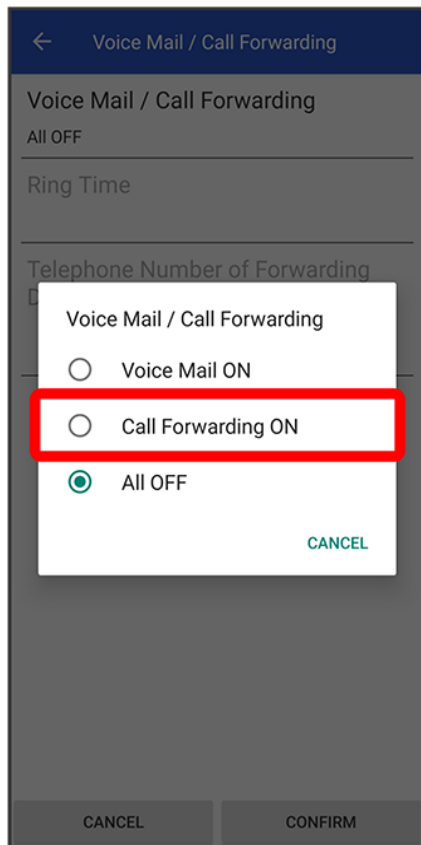 Voice Mail / Call Forwarding
Voice Mail / Call Forwarding
All OFF
Ring Time
Telephone Number of Forwarding
D
Voice Mail / Call Forwarding
Voice Mail ON
Call Forwarding ON
All OFF
CANCEL
CANCEL
CONFIRM